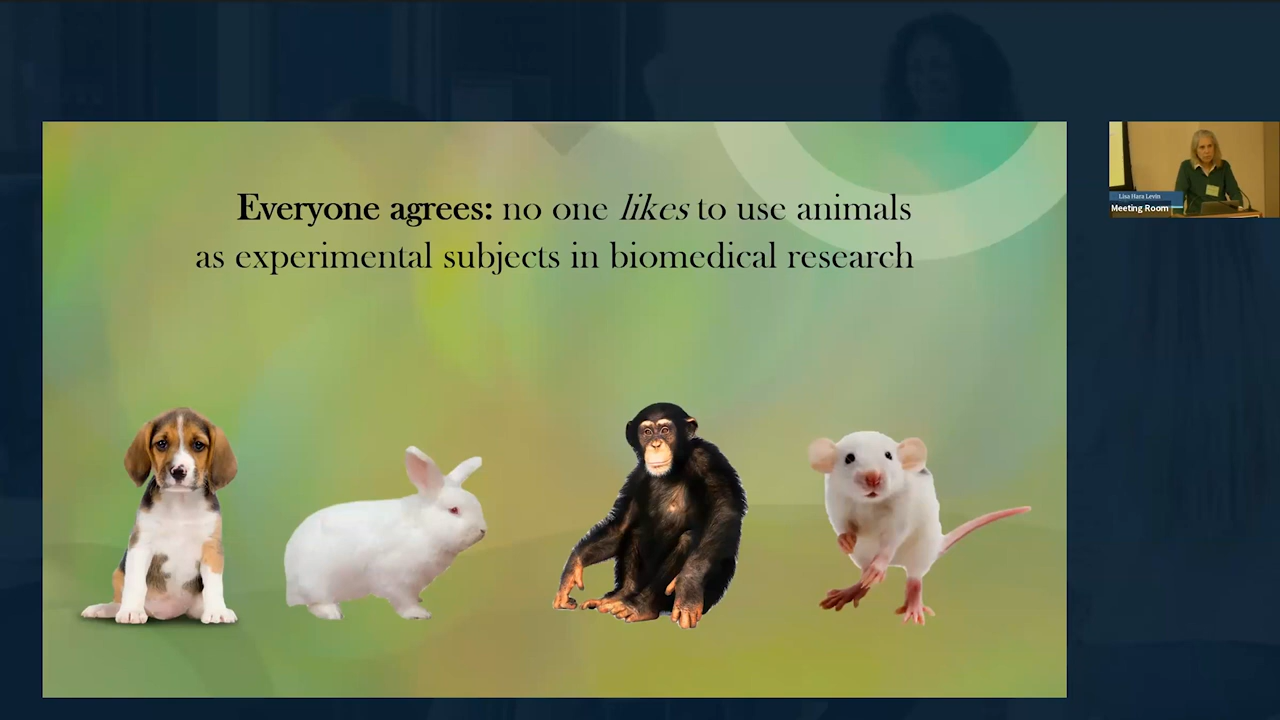 Everyone agrees: no one likes to use animals
as experimental subjects in biomedical research
Lisa Hara Levin
Meeting Room